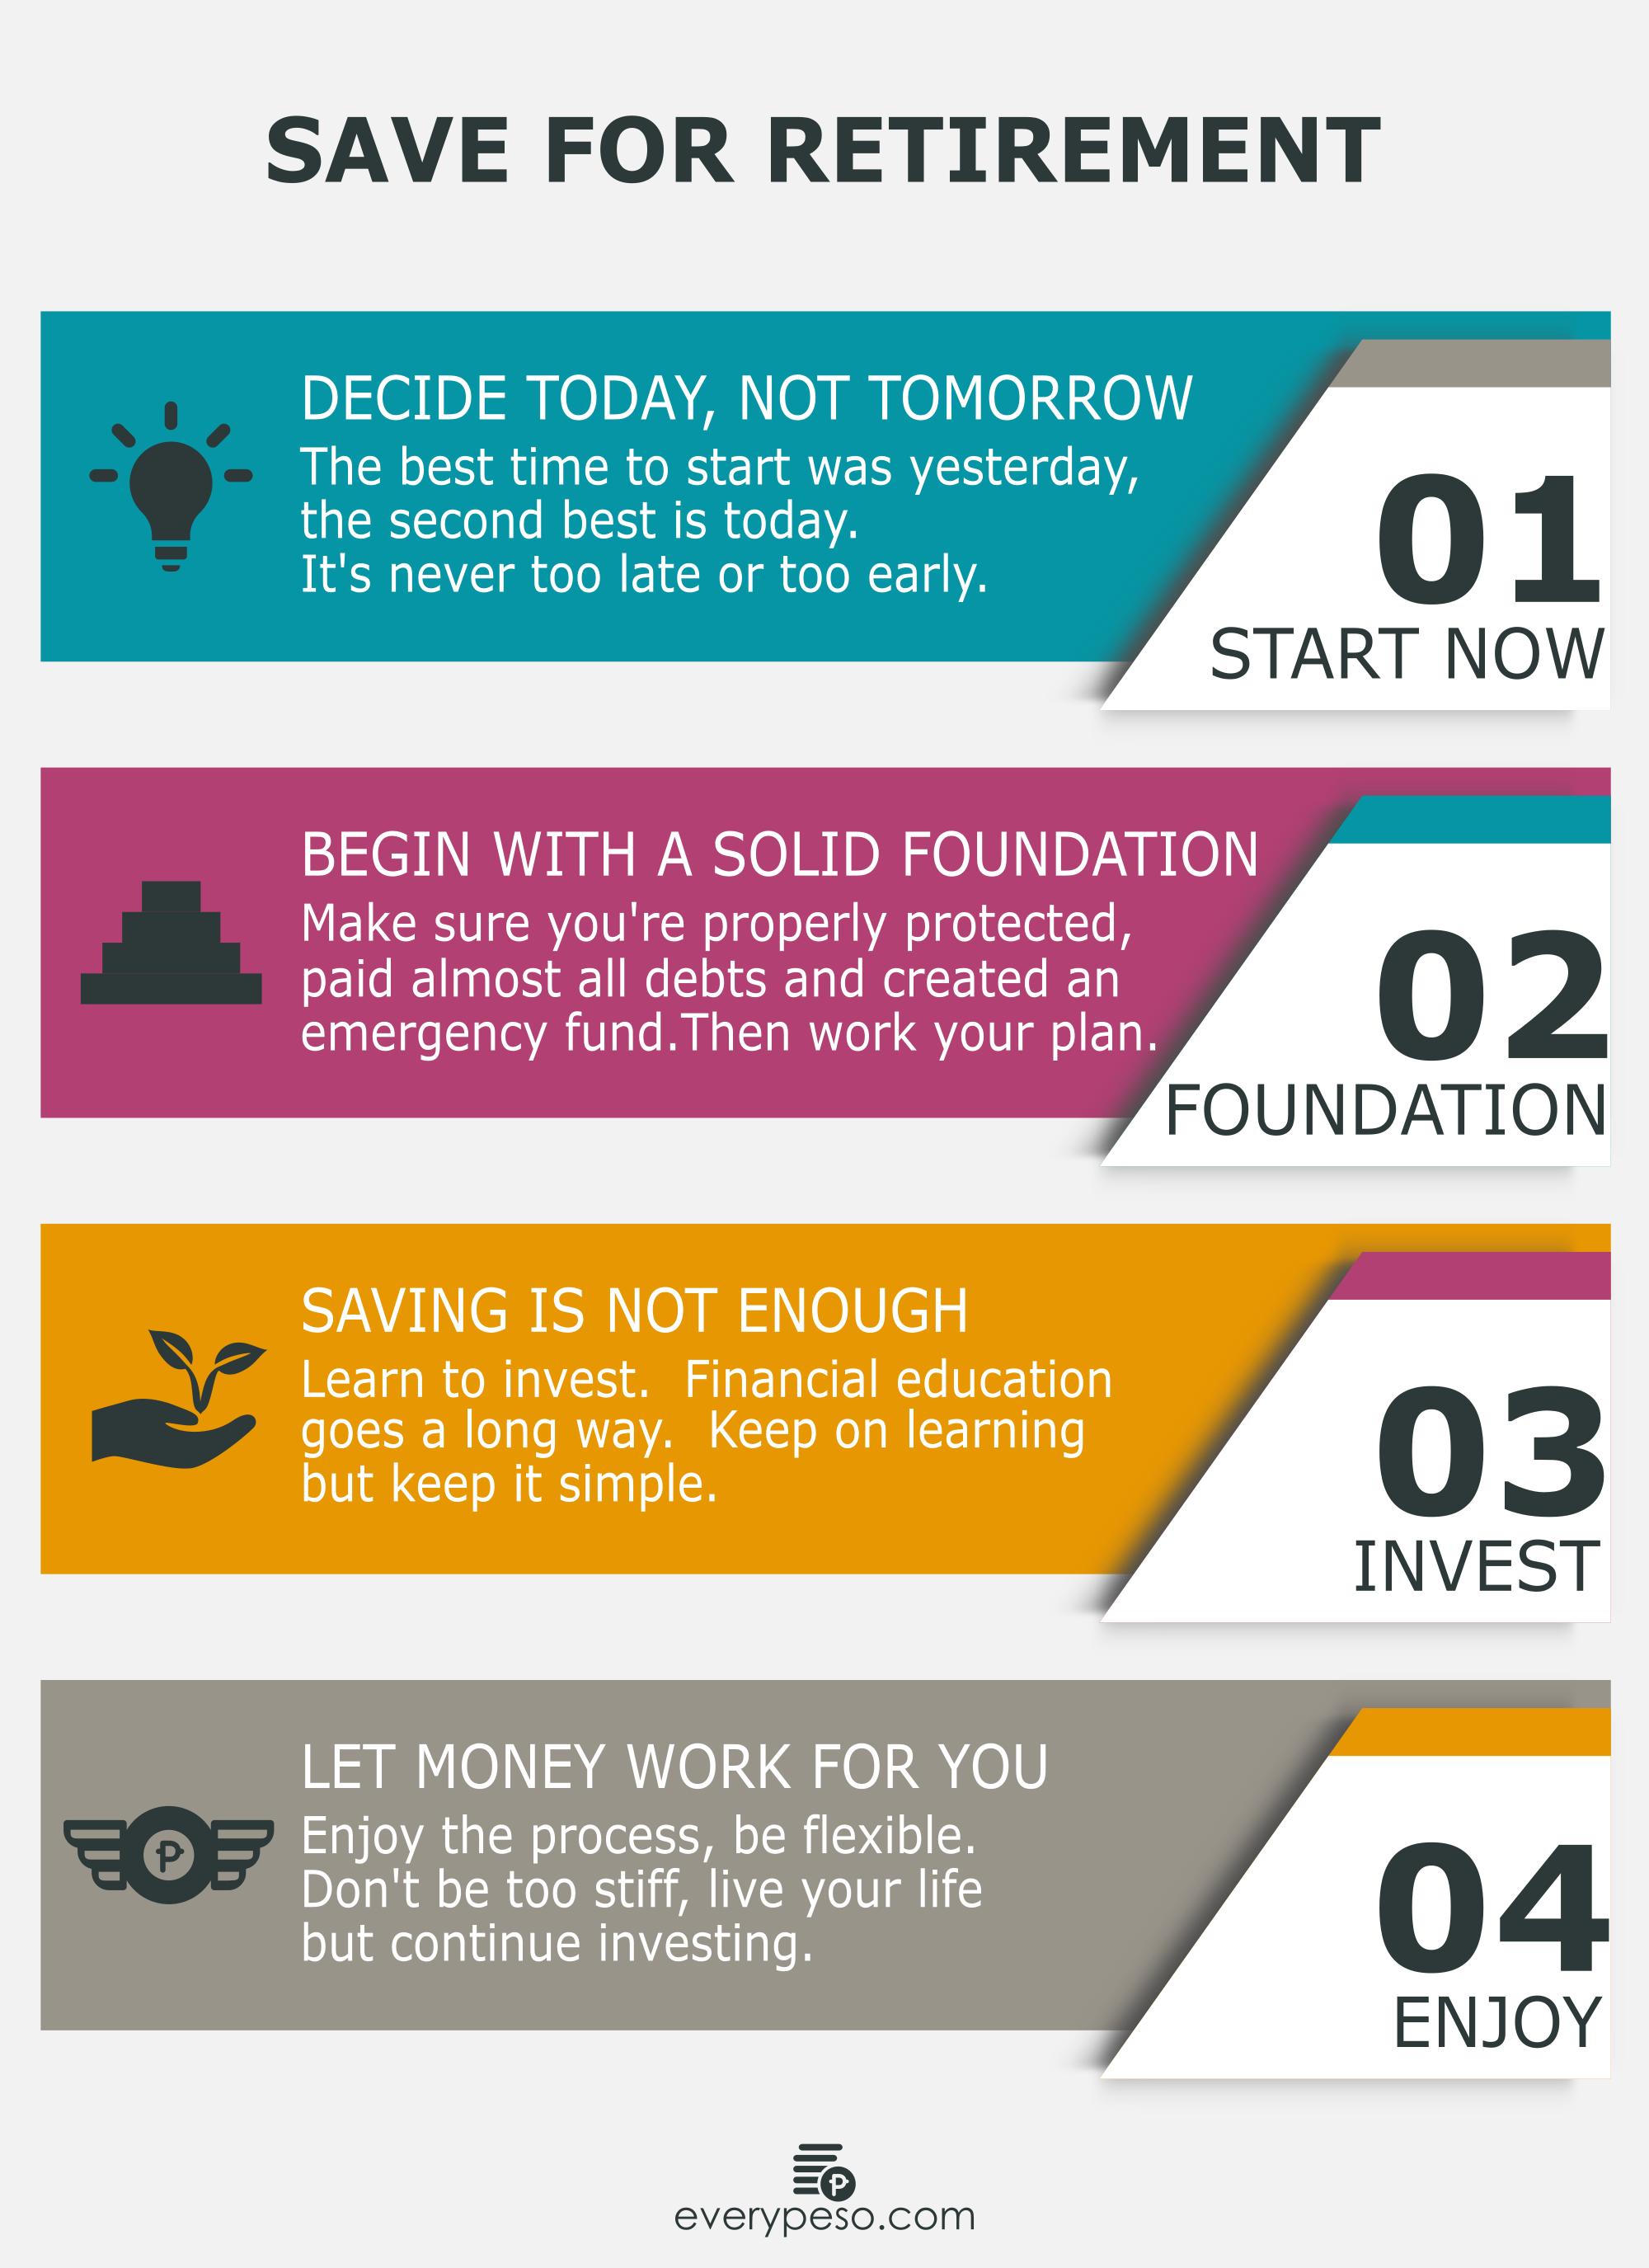 SAVE FOR RETIREMENT
DECIDE TODAY, NOT TOMORROW
The best time to start was yesterday,
the second best is today.
It's never too late or too early.
01
START NOW
BEGIN WITH A SOLID FOUNDATION
Make sure you're properly protected,
paid almost all debts and created an
emergency fund.Then work your plan.
02
FOUNDATION
SAVING IS NOT ENOUGH
Learn to invest.  Financial education
goes a long way.  Keep on learning
but keep it simple.
03
INVEST
LET MONEY WORK FOR YOU
Enjoy the process, be flexible.
Don't be too stiff, live your life
but continue investing.
04
ENJOY
everypeso.com